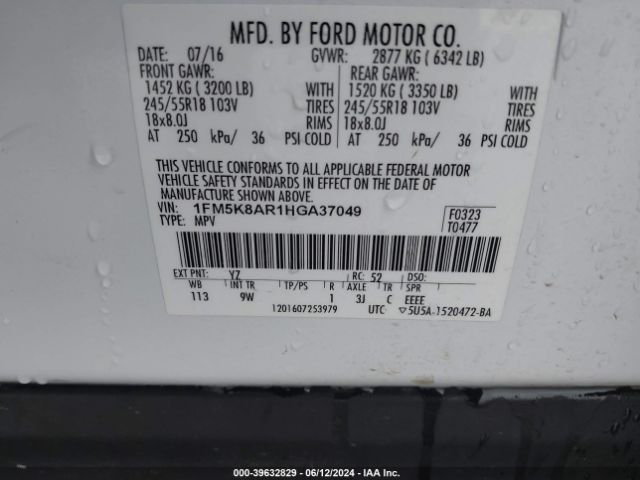 MFD. BY FORD MOTOR CO.
DATE: 07/16 GVWR: 2877 KG ( 6342 LB)
FRONT GAWR: REAR GAWR:
1452 KG ( 3200 LB) WITH 1520 KG ( 3350 LB) WITH
245/55R18 103V TIRES 245/55R18 103V TIRES
18x8.0J RIMS 18x8.0J RIMS
AT 250 kPa/ 36 PSI COLD AT 250 kPa/ 36 PSI COLD
THIS VEHICLE CONFORMS TO ALL APPLICABLE FEDERAL MOTOR
VEHICLE SAFETY STANDARDS IN EFFECT ON THE DATE OF
MANUFACTURE SHOWN ABOVE.
VIN: 1FM5K8AR1HGA37049 F0323
TYPE: MPV T0477
EXT PNT: YZ RC: 52 DSO:
WB INT TR TP/PS R AXLE TR SPR
113 9W 1 3J C EEEE
1201607253979 UTC ▽5U5A-1520472-BA
Copart 00-39632829 - 06/12/2024 - IAA Inc.